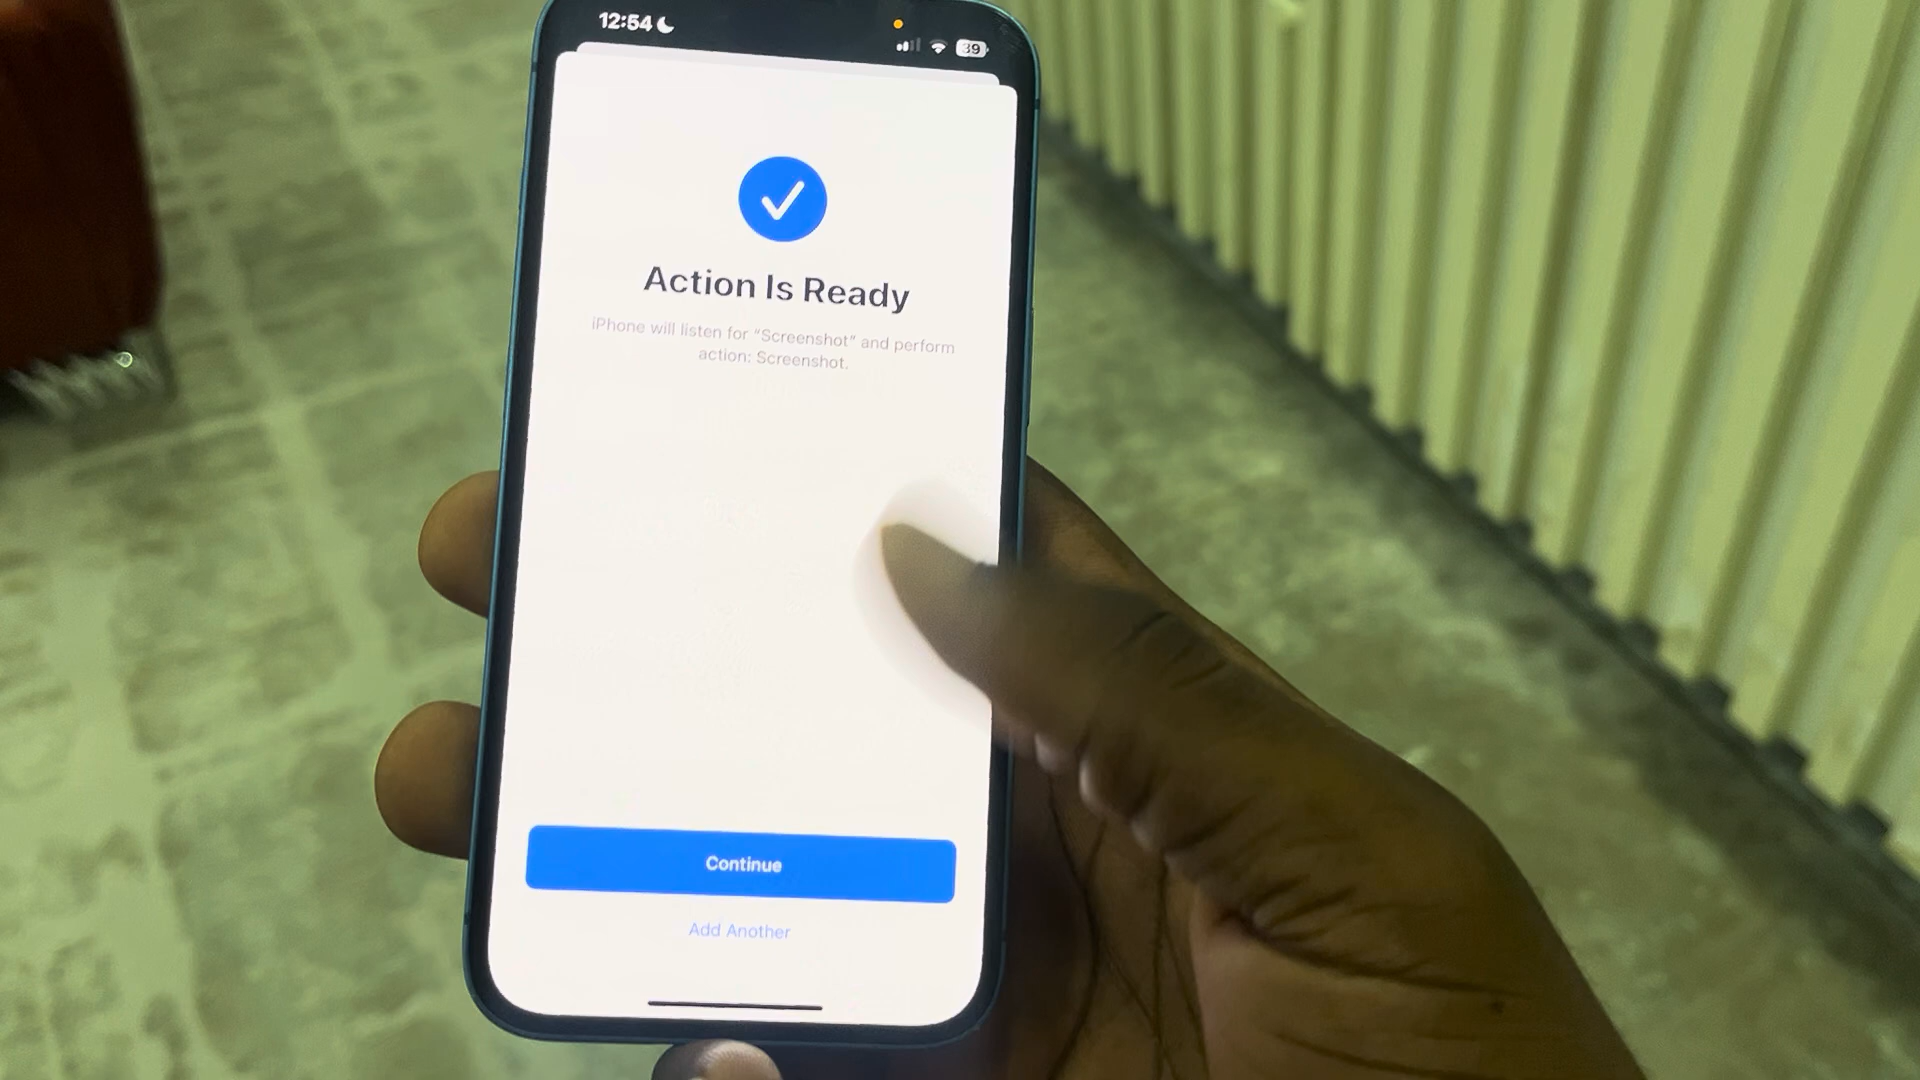 12:54
39
Action Is Ready
iPhone will listen for “Screenshot” and perform
action: Screenshot.
Continue
Add Another